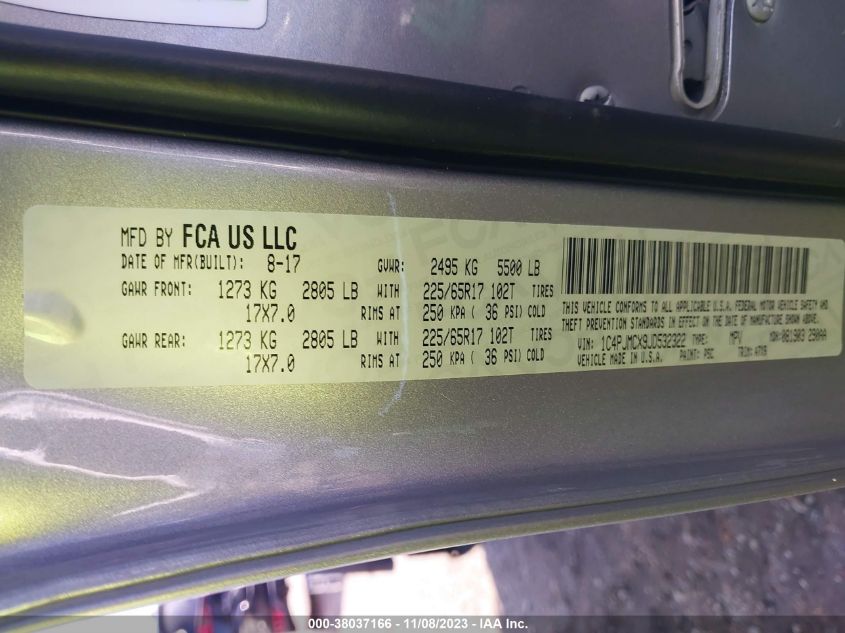 MFD BY FCA US LLC
DATE OF MFR(BUILT): 8-17 GVWR: 2495 KG 5500 LB
GAWR FRONT: 1273 KG 2805 LB WITH 225/65R17 102T TIRES
17X7.0 RIMS AT 250 KPA ( 36 PSI) COLD
GAWR REAR: 1273 KG 2805 LB WITH 225/65R17 102T TIRES
17X7.0 RIMS AT 250 KPA ( 36 PSI) COLD
THIS VEHICLE CONFORMS TO ALL APPLICABLE U.S.A. FEDERAL MOTOR VEHICLE SAFETY AND
THEFT PREVENTION STANDARDS IN EFFECT ON THE DATE OF MANUFACTURE SHOWN ABOVE.
VIN: 1C4PJMCX9JD532322 TYPE: MPV MDH: 081903 290AA
VEHICLE MADE IN U.S.A. PAINT: PSC TRIM: A7X9
000-38037166 - 11/08/2023 - IAA Inc.